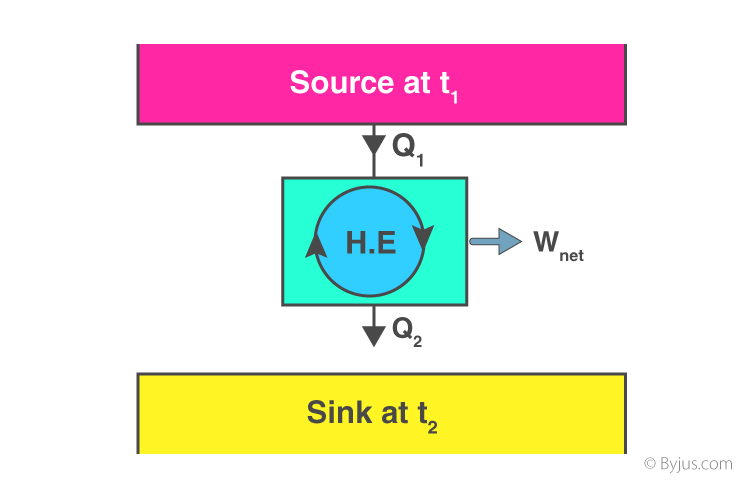 Source at t₁
Q₁
H.E
Wnet
Q₂
Sink at t₂
© Byjus.com